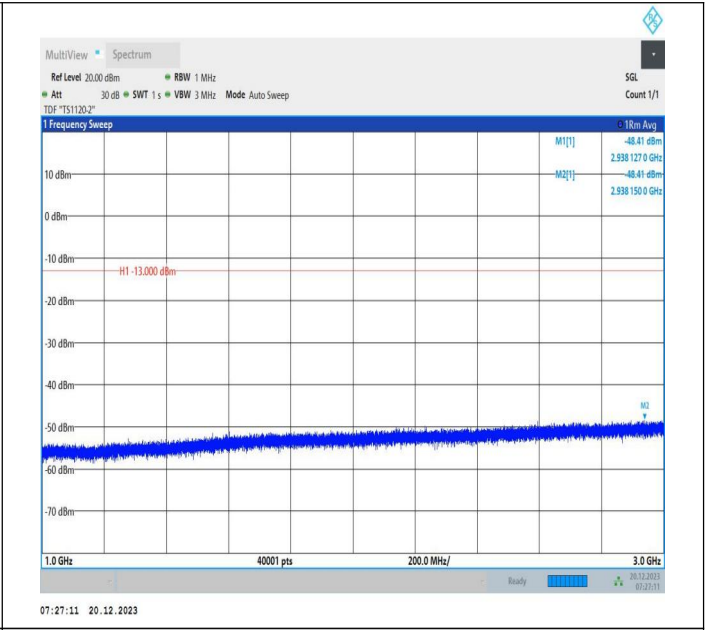 R&S
MultiView Spectrum
Ref Level 20.00 dBm RBW 1 MHz SGL
Att 30 dB SWT 1 s VBW 3 MHz Mode Auto Sweep Count 1/1
TDF "TS1120-2"
1 Frequency Sweep 1Rm Avg
M1[1] -48.41 dBm
2.938 127 0 GHz
M2[1] -48.41 dBm
2.938 150 0 GHz
10 dBm
0 dBm
-10 dBm
H1 -13.000 dBm
-20 dBm
-30 dBm
-40 dBm
M2
-50 dBm
-60 dBm
-70 dBm
1.0 GHz 40001 pts 200.0 MHz/ 3.0 GHz
Ready 20.12.2023
07:27:11
07:27:11 20.12.2023